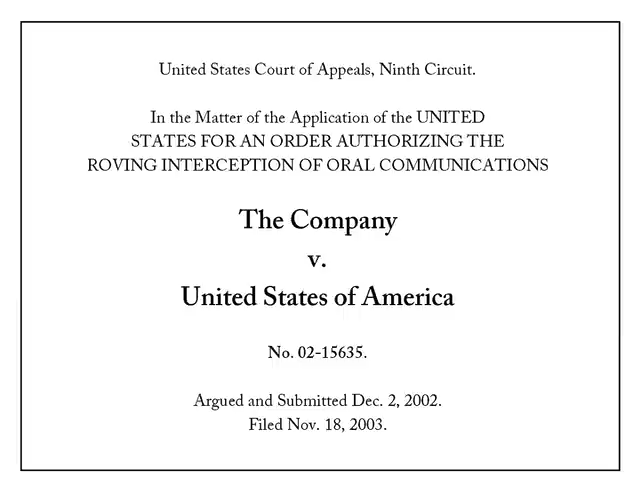 United States Court of Appeals, Ninth Circuit.
In the Matter of the Application of the UNITED
STATES FOR AN ORDER AUTHORIZING THE
ROVING INTERCEPTION OF ORAL COMMUNICATIONS
The Company
v.
United States of America
No. 02-15635.
Argued and Submitted Dec. 2, 2002.
Filed Nov. 18, 2003.